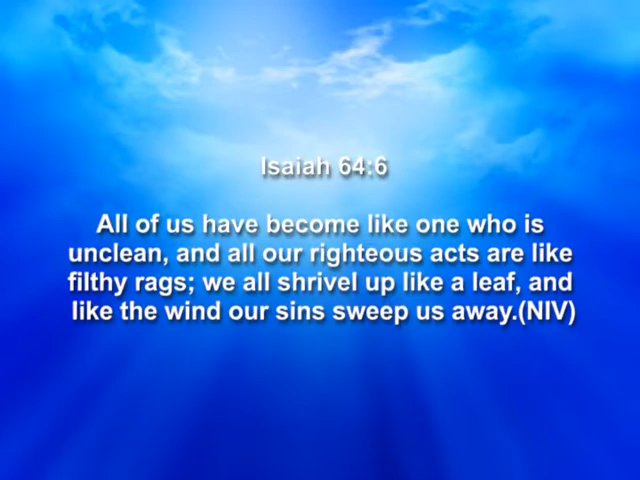 Isaiah 64:6
All of us have become like one who is
unclean, and all our righteous acts are like
filthy rags; we all shrivel up like a leaf, and
like the wind our sins sweep us away.(NIV)